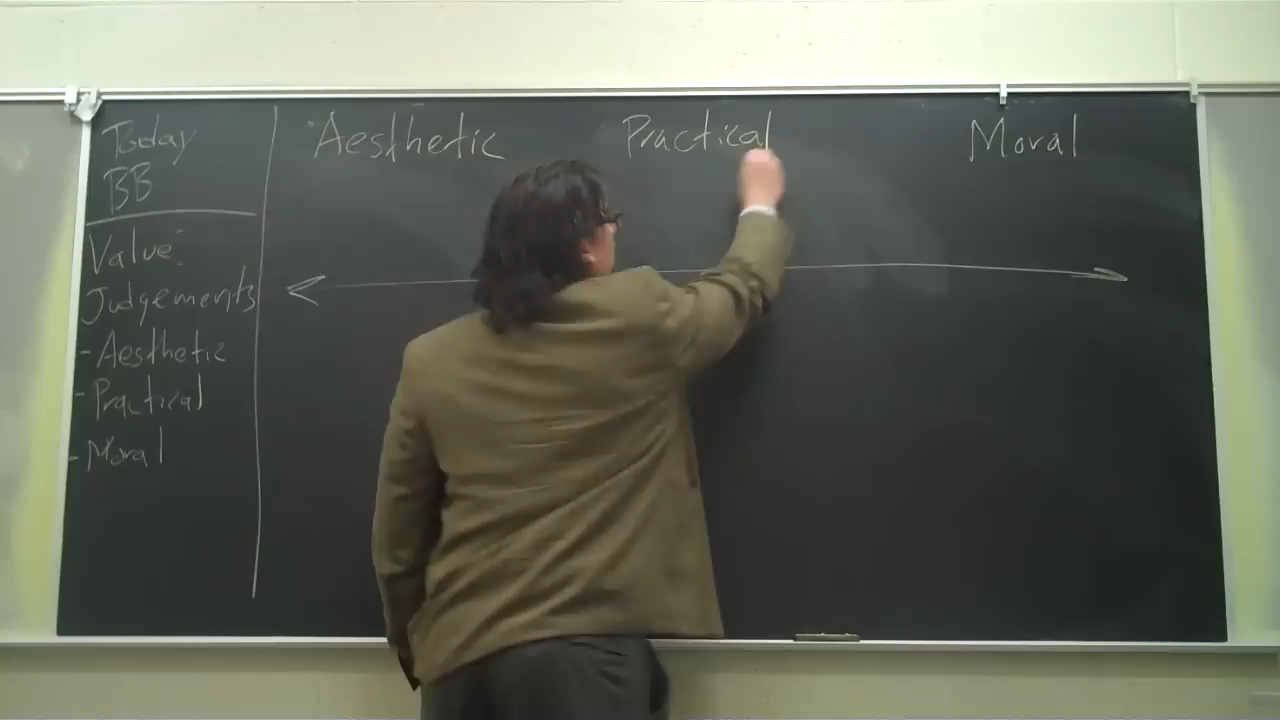 Today
BB
Value:
Judgements
- Aesthetic
- Practical
- Moral
Aesthetic Practical Moral